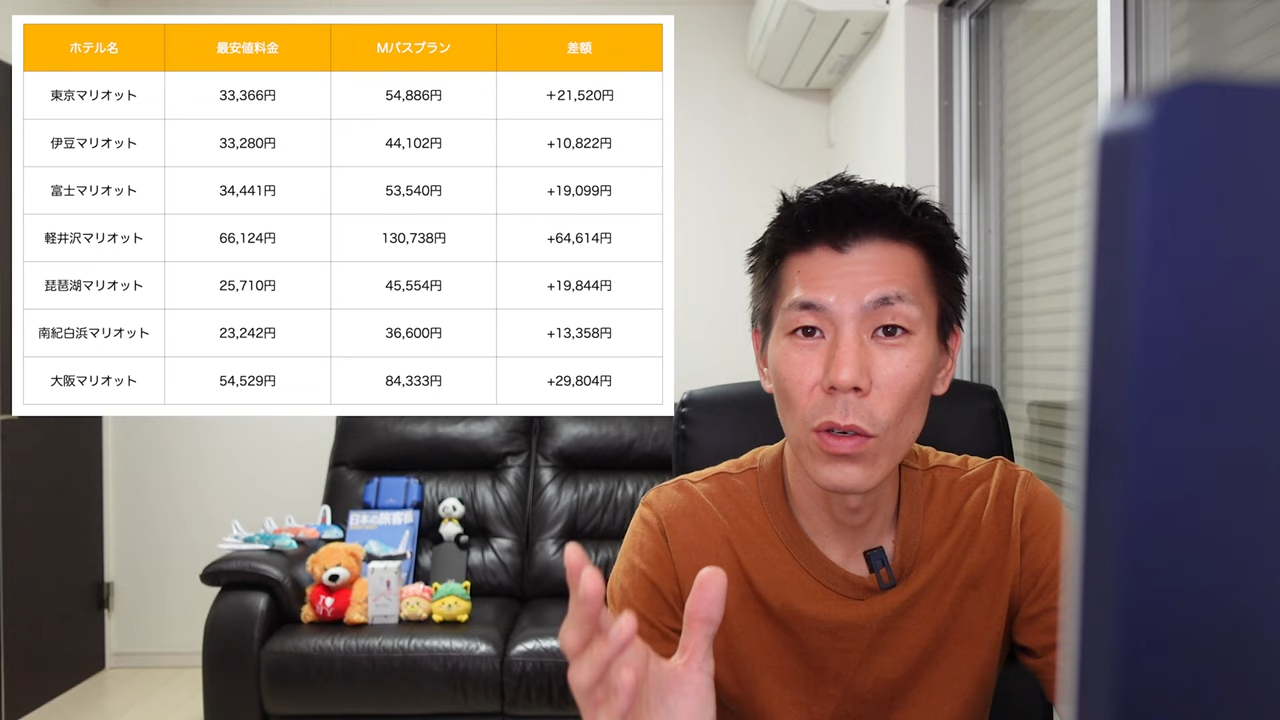 ホテル名 最安値料金 Mパスプラン 差額
東京マリオット 33,366円 54,886円 +21,520円
伊豆マリオット 33,280円 44,102円 +10,822円
富士マリオット 34,441円 53,540円 +19,099円
軽井沢マリオット 66,124円 130,738円 +64,614円
琵琶湖マリオット 25,710円 45,554円 +19,844円
南紀白浜マリオット 23,242円 36,600円 +13,358円
大阪マリオット 54,529円 84,333円 +29,804円
日本の旅客機
I ♥ NY